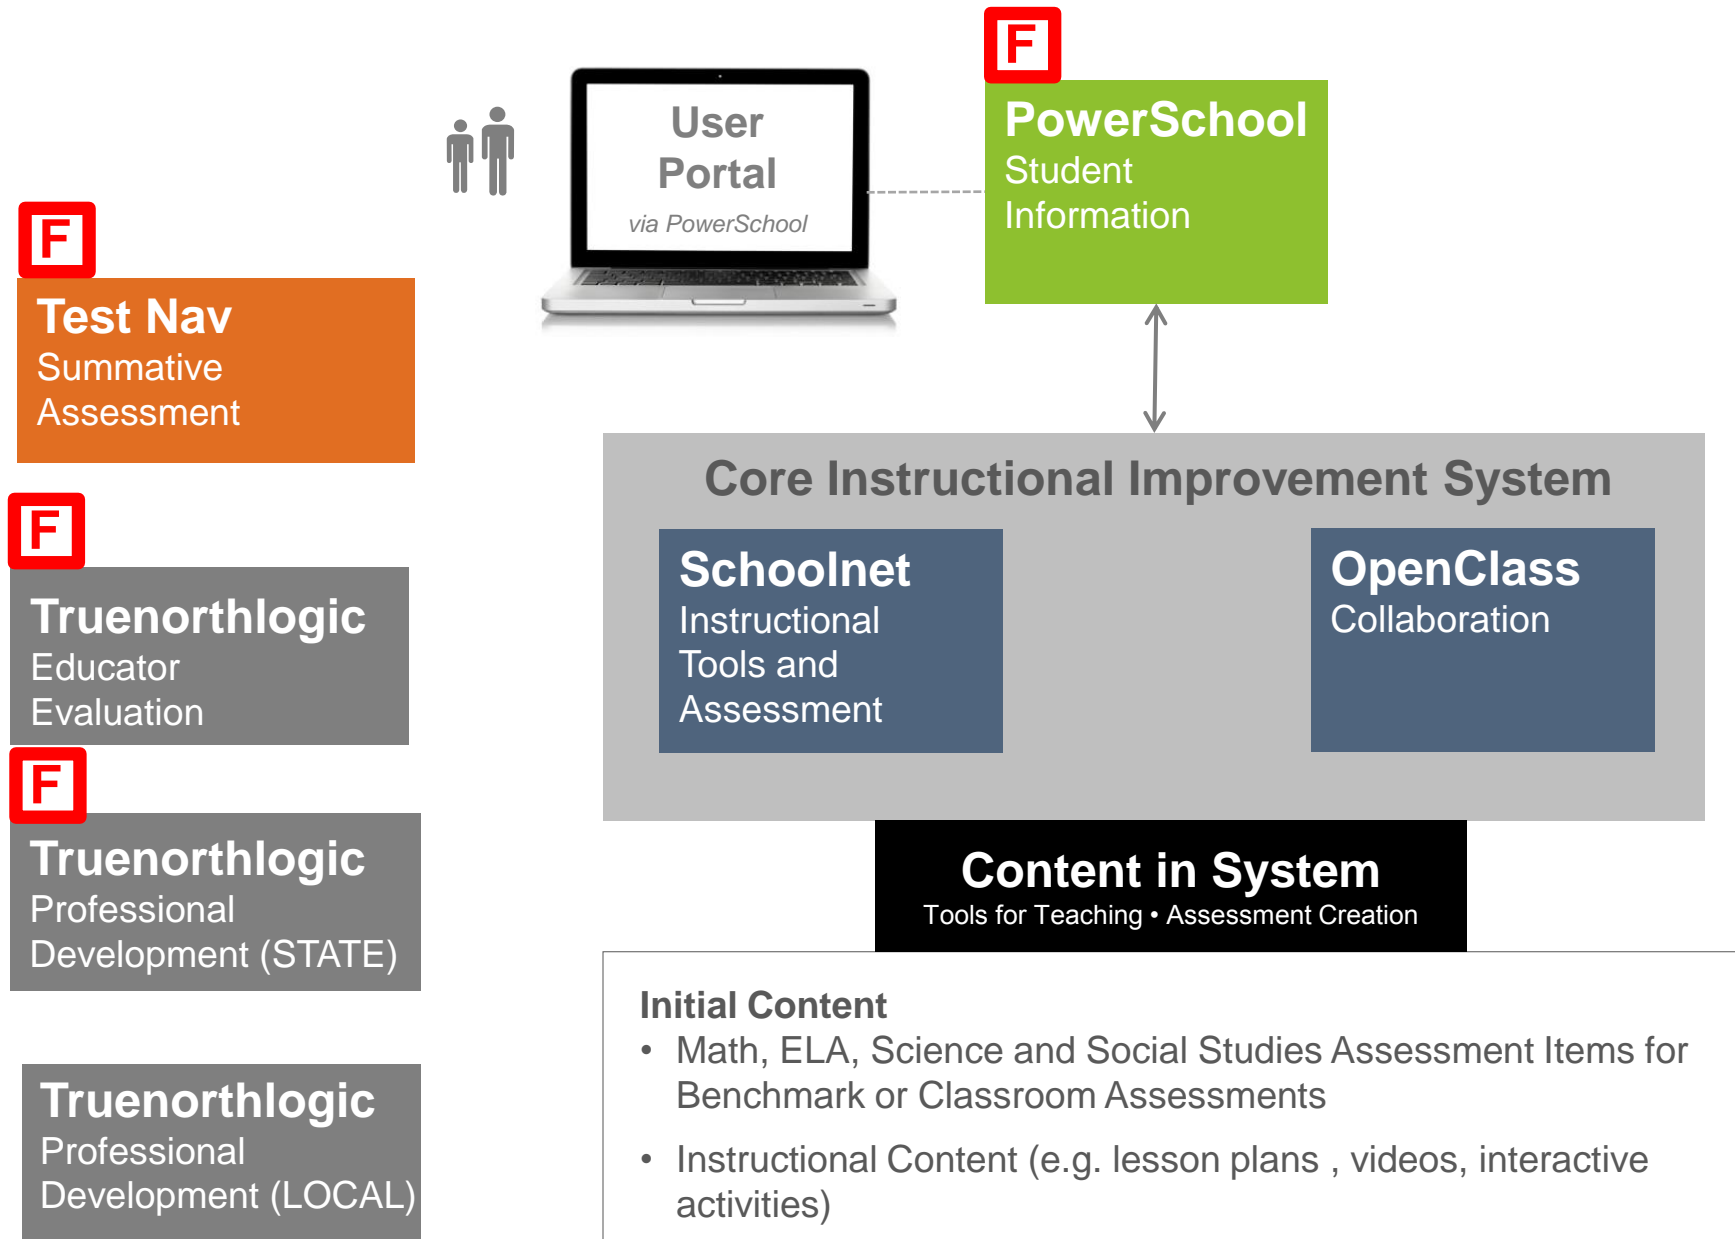 F
User
Portal
via PowerSchool
F
PowerSchool
Student
Information
F
Test Nav
Summative
Assessment
F
Truenorthlogic
Educator
Evaluation
F
Truenorthlogic
Professional
Development (STATE)
Truenorthlogic
Professional
Development (LOCAL)
Core Instructional Improvement System
SchoolNet
Instructional
Tools and
Assessment
OpenClass
Collaboration
Content in System
Tools for Teaching • Assessment Creation
Initial Content
• Math, ELA, Science and Social Studies Assessment Items for
Benchmark or Classroom Assessments
• Instructional Content (e.g. lesson plans , videos, interactive
activities)